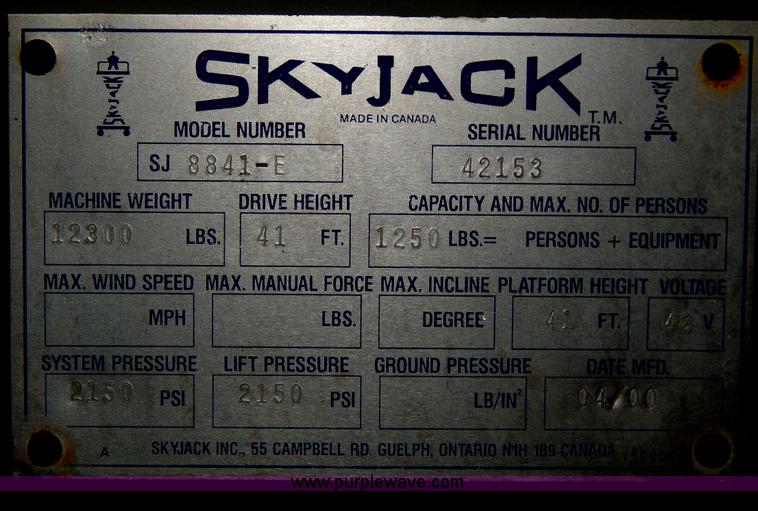 SKYJACK T.M.
MADE IN CANADA
MODEL NUMBER SERIAL NUMBER
SJ 8841-E 42153
MACHINE WEIGHT DRIVE HEIGHT CAPACITY AND MAX. NO. OF PERSONS
12300 LBS. 41 FT. 1250 LBS.= PERSONS + EQUIPMENT
MAX. WIND SPEED MAX. MANUAL FORCE MAX. INCLINE PLATFORM HEIGHT VOLTAGE
MPH LBS. DEGREE 41 FT. 48 V
SYSTEM PRESSURE LIFT PRESSURE GROUND PRESSURE DATE MFD.
2150 PSI 2150 PSI LB/IN² 04/00
A SKYJACK INC., 55 CAMPBELL RD. GUELPH, ONTARIO N1H 1B9 CANADA
www.purplewave.com